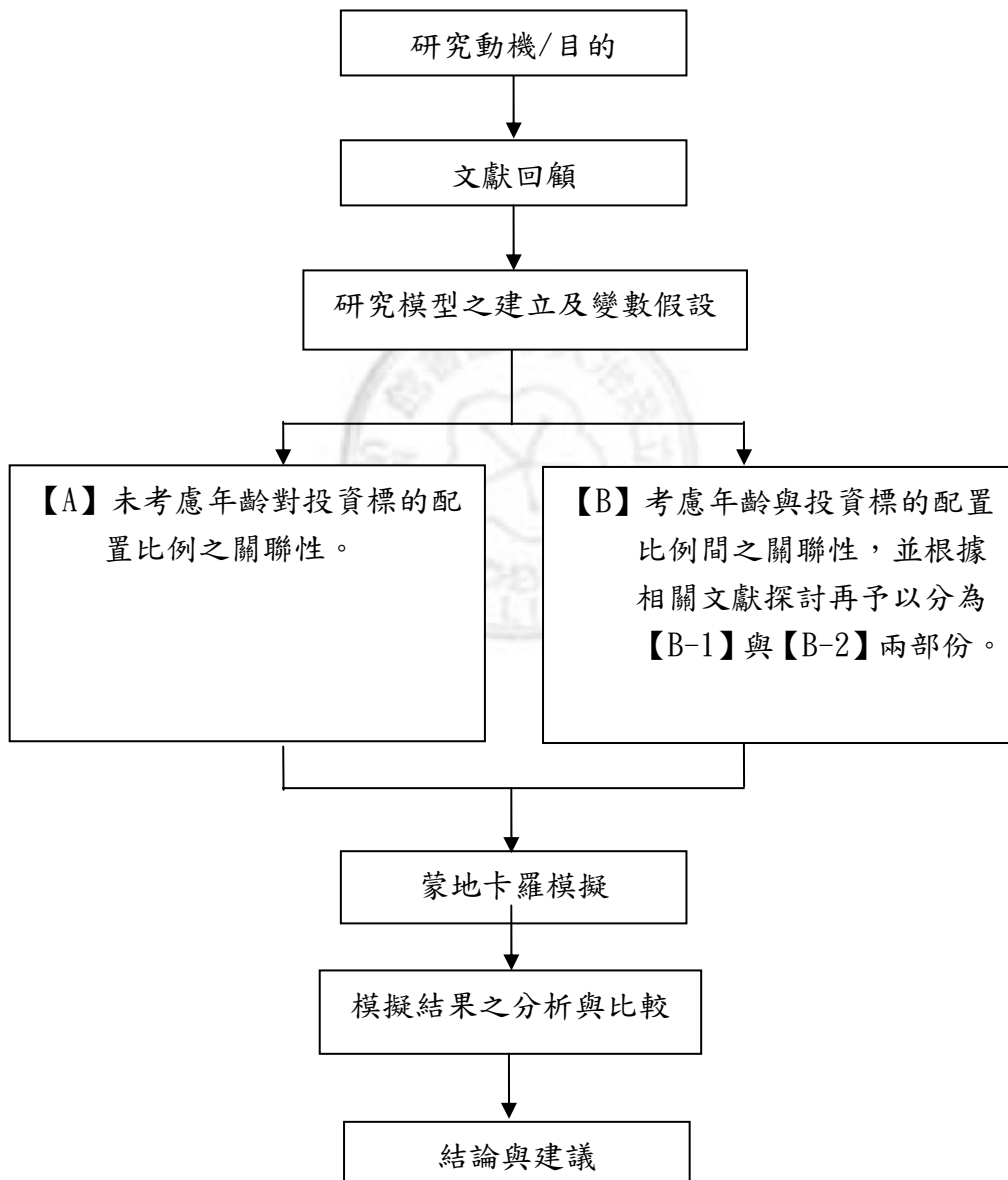 研究動機/目的
文獻回顧
研究模型之建立及變數假設
【A】未考慮年齡對投資標的配
置比例之關聯性。
【B】考慮年齡與投資標的配置
比例間之關聯性，並根據
相關文獻探討再予以分為
【B-1】與【B-2】兩部份。
蒙地卡羅模擬
模擬結果之分析與比較
結論與建議